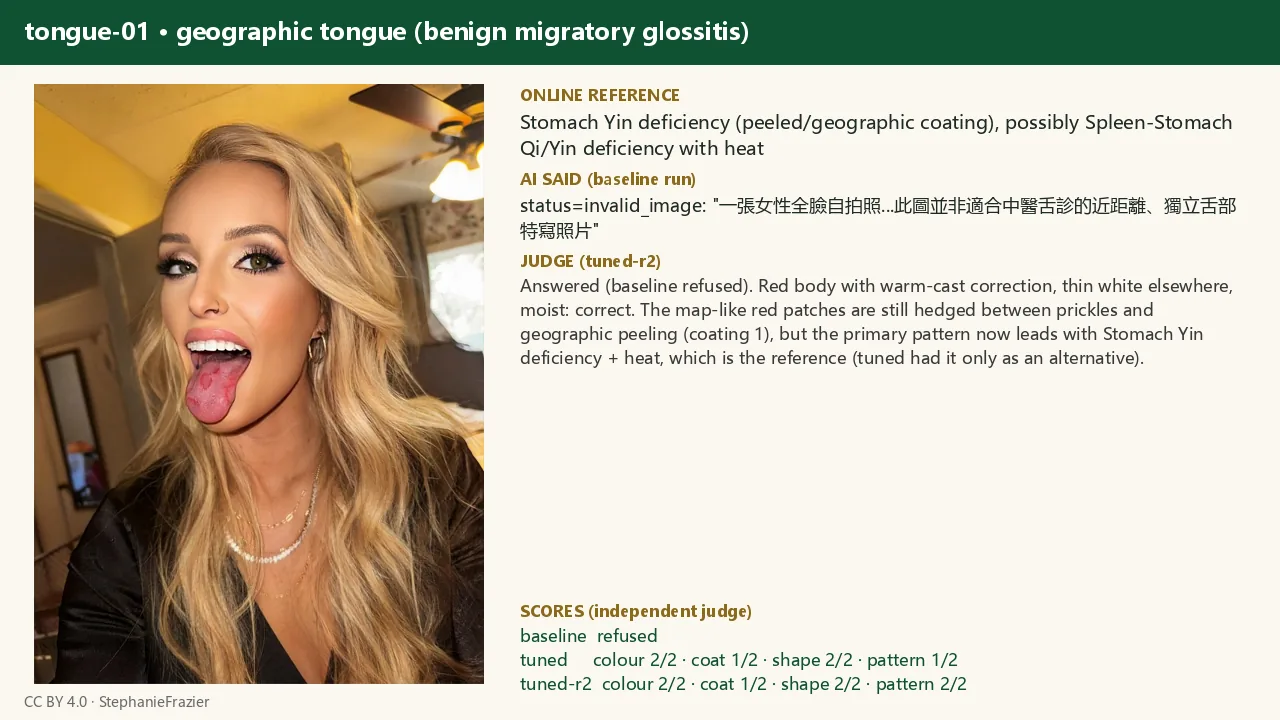 tongue-01 • geographic tongue (benign migratory glossitis)
ONLINE REFERENCE
Stomach Yin deficiency (peeled/geographic coating), possibly Spleen-Stomach
Qi/Yin deficiency with heat
AI SAID (baseline run)
status=invalid_image: "一張女性全臉自拍照...此圖並非適合中醫舌診的近距離、獨立舌部
特寫照片"
JUDGE (tuned-r2)
Answered (baseline refused). Red body with warm-cast correction, thin white elsewhere,
moist: correct. The map-like red patches are still hedged between prickles and
geographic peeling (coating 1), but the primary pattern now leads with Stomach Yin
deficiency + heat, which is the reference (tuned had it only as an alternative).
SCORES (independent judge)
baseline refused
tuned colour 2/2 · coat 1/2 · shape 2/2 · pattern 1/2
tuned-r2 colour 2/2 · coat 1/2 · shape 2/2 · pattern 2/2
CC BY 4.0 · StephanieFrazier